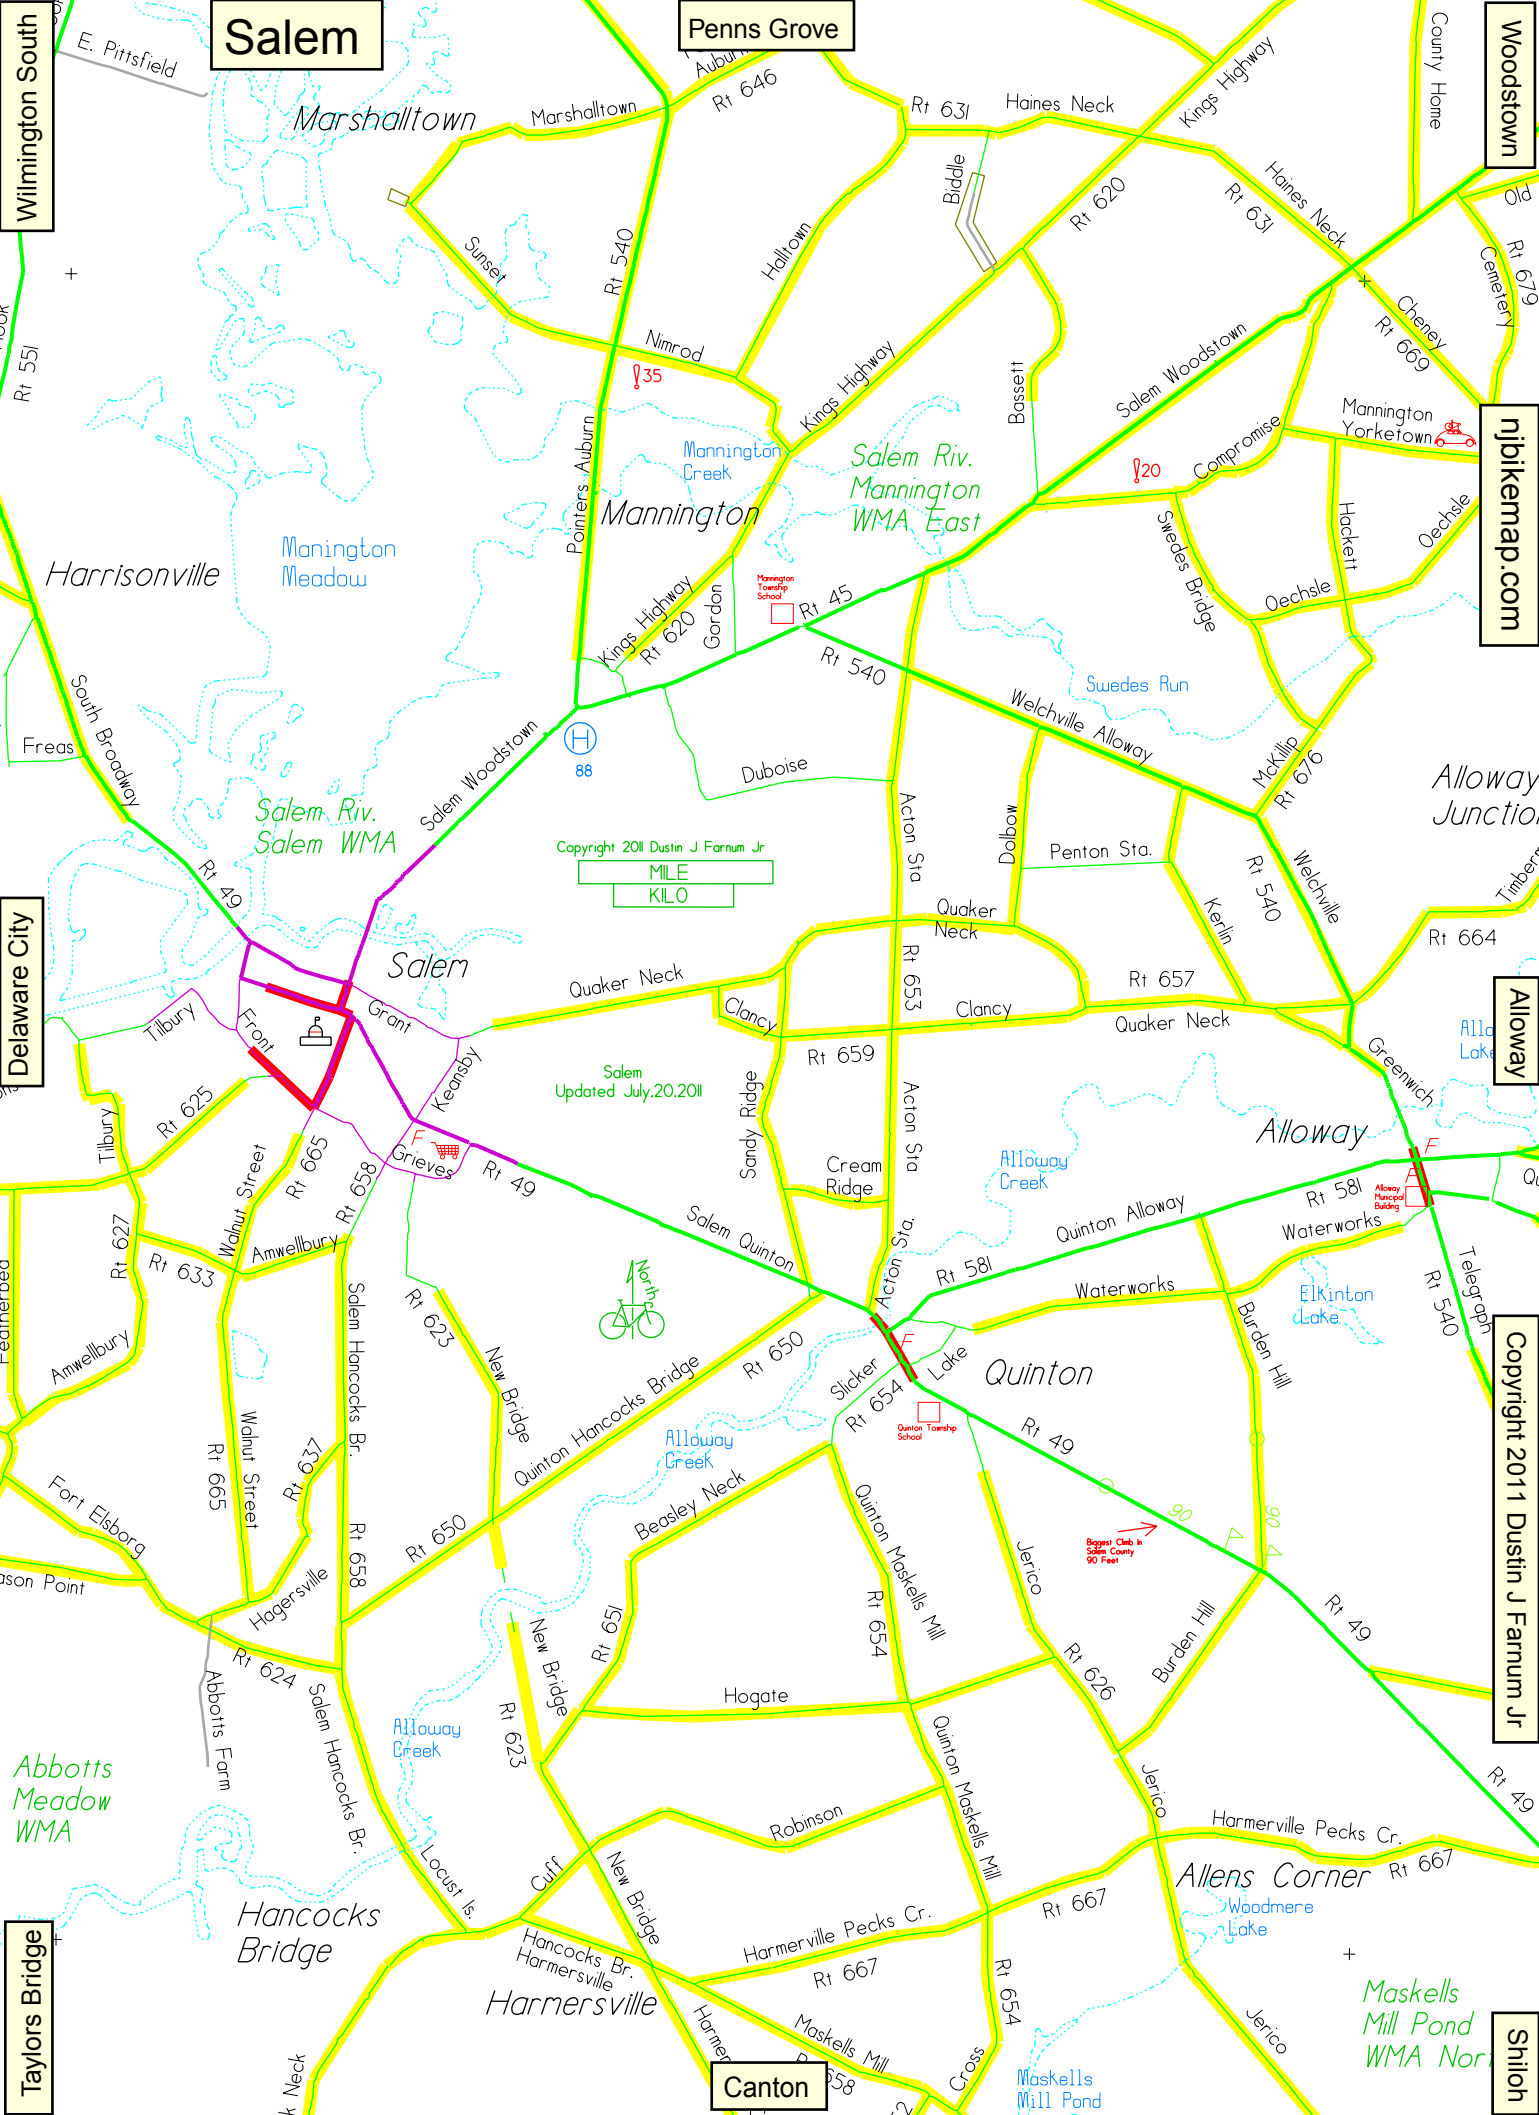 Salem
Penns Grove
Wilmington South
Woodstown
E. Pittsfield
Marshalltown
Marshalltown
Auburn
Rt 646
Rt 631
Haines Neck
Kings Highway
County Home
Biddle
Rt 620
Haines Neck
Rt 631
Old
Rt 679
Cemetery
Sunset
Rt 540
Halltown
Nimrod
!35
Rt 551
Kings Highway
Bassett
Salem Woodstown
Cheney
Rt 669
Mannington
Yorketown
njbikemap.com
Pointers Auburn
Mannington
Creek
Salem Riv.
Mannington
WMA East
!20
Compromise
Mannington
Manington
Meadow
Harrisonville
Swedes Bridge
Hackett
Oechsle
Oechsle
Mannington
Township
School
Rt 45
Kings Highway
Rt 620
Gordon
Rt 540
Swedes Run
South Broadway
Freas
Welchville Alloway
McKillip
Rt 676
Alloway
Junction
H
88
Salem Woodstown
Duboise
Salem Riv.
Salem WMA
Copyright 2011 Dustin J Farnum Jr
MILE
KILO
Acton Sta
Dolbow
Penton Sta.
Rt 540
Welchville
Kerlin
Rt 49
Quaker
Neck
Rt 664
Delaware City
Salem
Quaker Neck
Rt 653
Rt 657
Alloway
Tilbury
Front
Grant
Clancy
Clancy
Quaker Neck
Rt 659
Keansby
Salem
Updated July.20.2011
Greenwich
Rt 625
Tilbury
Sandy Ridge
Acton Sta
Alloway
F
Grieves
Rt 49
Walnut Street
Rt 665
Rt 658
Cream
Ridge
Alloway
Creek
F
Alloway
Municipal
Building
Rt 581
Quinton Alloway
Waterworks
Rt 627
Rt 633
Amwellbury
Salem Quinton
Acton Sta.
Rt 581
Waterworks
Elkinton
Lake
Telegraph
Rt 540
Featherbed
Rt 623
North
Salem Hancocks Br.
Amwellbury
New Bridge
Rt 650
F
Slicker
Lake
Rt 654
Quinton
Burden Hill
Copyright 2011 Dustin J Farnum Jr
Quinton Hancocks Bridge
Quinton Township
School
Rt 49
Alloway
Creek
Walnut Street
Rt 665
Rt 637
Fort Elsborg
Beasley Neck
Quinton Maskells Mill
90
90
Biggest Climb In
Salem County
90 Feet
Rt 650
Rt 658
Jerico
Hagersville
Rt 651
Rt 654
Rt 49
Burden Hill
New Bridge
Rt 624
Abbotts Farm
Salem Hancocks Br.
Rt 623
Hogate
Rt 626
Alloway
Creek
Quinton Maskells Mill
Abbotts
Meadow
WMA
Jerico
Rt 49
Robinson
Harmerville Pecks Cr.
Rt 667
Locust Is.
Cuff
New Bridge
Allens Corner
Hancocks
Bridge
Woodmere
Lake
Harmerville Pecks Cr.
Rt 667
Rt 667
Taylors Bridge
Hancocks Br.
Harmersville
Harmersville
Rt 654
Maskells
Mill Pond
WMA Nort
Maskells Mill
Cross
Jerico
Shiloh
Canton
Maskells
Mill Pond